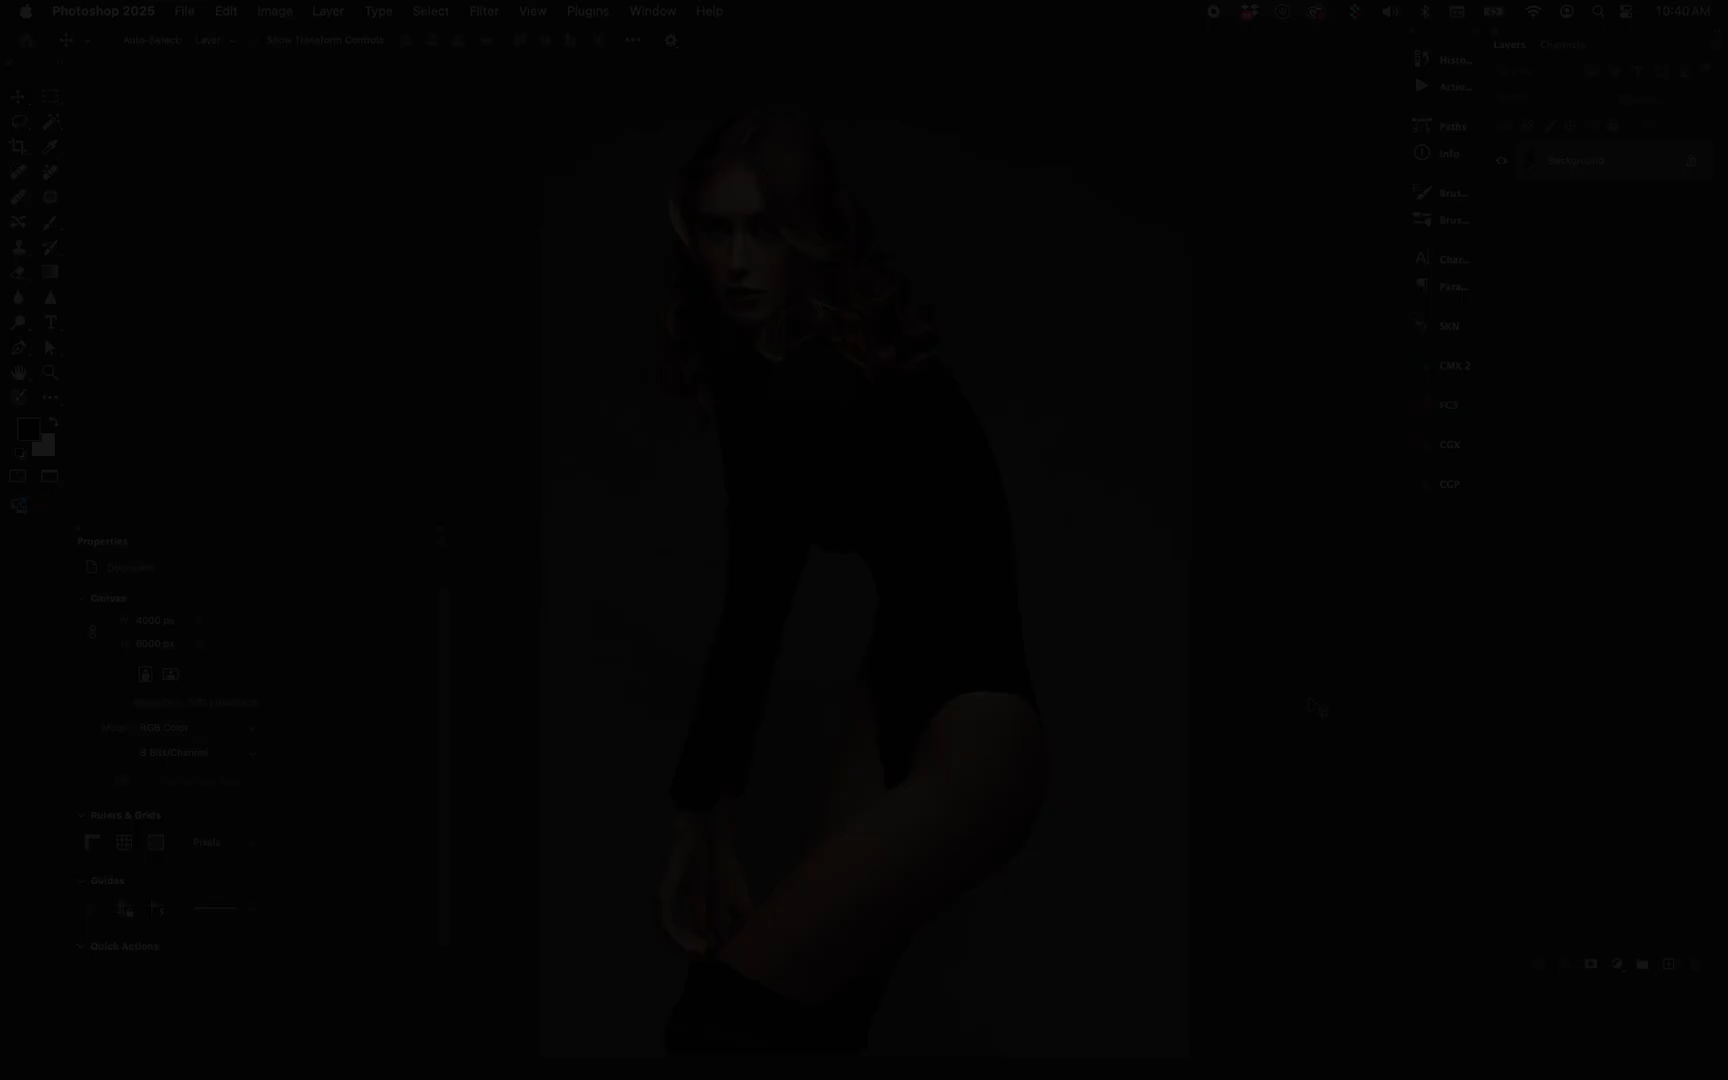 Photoshop 2025 File Edit Image Layer Type Select Filter View Plugins Window Help 10:40 AM
Auto-Select: Layer Show Transform Controls
Layers Channels
Histo...
Actio...
Paths
Info
Background
Brus...
Brus...
Char...
Para...
SKN
CMX 2
FC3
CGX
CGP
Properties
Document
Canvas
W 4000 px
H 6000 px
RGB Color
8 Bits/Channel
Rulers & Grids
Pixels
Guides
Quick Actions